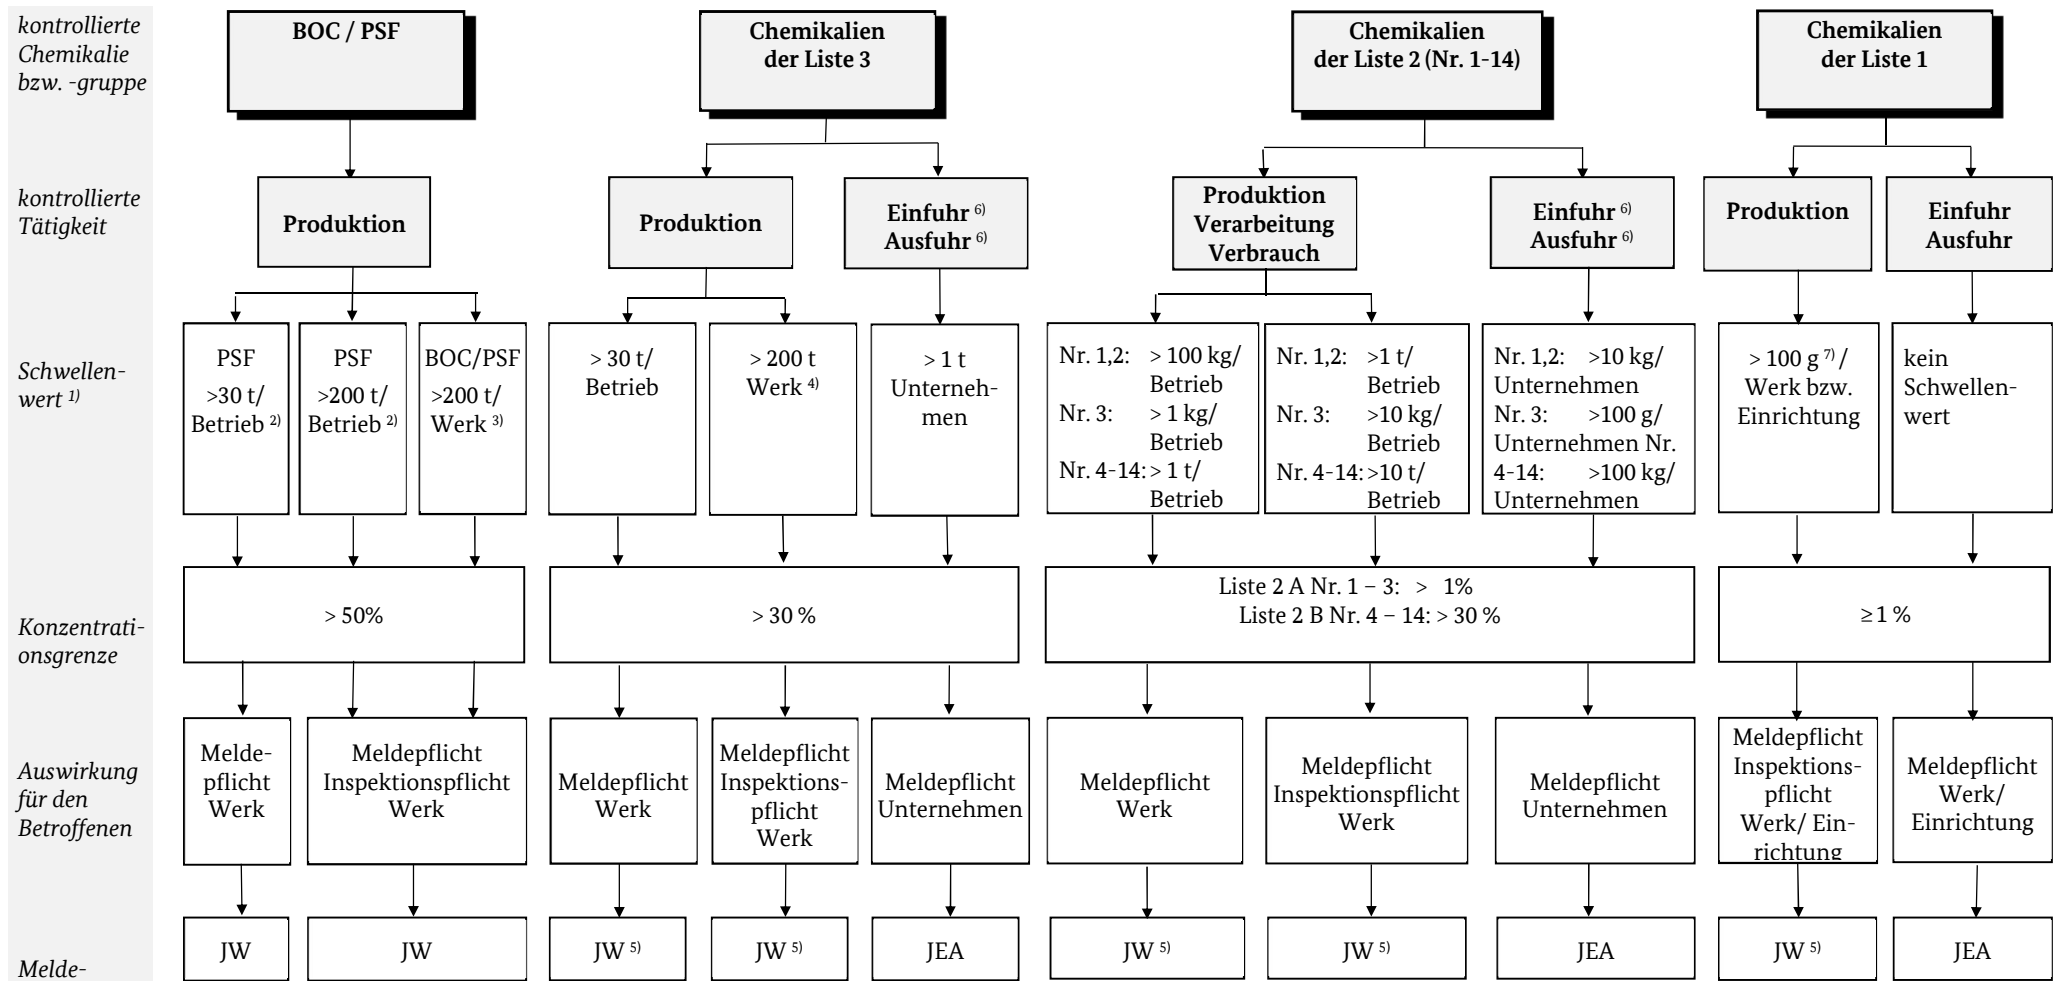 kontrollierte
Chemikalie
bzw. -gruppe
BOC / PSF
Chemikalien
der Liste 3
Chemikalien
der Liste 2 (Nr. 1-14)
Chemikalien
der Liste 1
kontrollierte
Tätigkeit
Produktion
Produktion
Einfuhr 6)
Ausfuhr 6)
Produktion
Verarbeitung
Verbrauch
Einfuhr 6)
Ausfuhr 6)
Produktion
Einfuhr
Ausfuhr
Schwellen-
wert 1)
PSF
>30 t/
Betrieb 2)
PSF
>200 t/
Betrieb 2)
BOC/PSF
>200 t/
Werk 3)
> 30 t/
Betrieb
> 200 t
Werk 4)
> 1 t
Unterneh-
men
Nr. 1,2: > 100 kg/
Betrieb
Nr. 3: > 1 kg/
Betrieb
Nr. 4-14: > 1 t/
Betrieb
Nr. 1,2: >1 t/
Betrieb
Nr. 3: >10 kg/
Betrieb
Nr. 4-14: >10 t/
Betrieb
Nr. 1,2: >10 kg/
Unternehmen
Nr. 3: >100 g/
Unternehmen Nr.
4-14: >100 kg/
Unternehmen
> 100 g 7) /
Werk bzw.
Einrichtung
kein
Schwellen-
wert
Konzentrati-
onsgrenze
> 50%
> 30 %
Liste 2 A Nr. 1 – 3: > 1%
Liste 2 B Nr. 4 – 14: > 30 %
≥ 1 %
Auswirkung
für den
Betroffenen
Melde-
pflicht
Werk
Meldepflicht
Inspektionspflicht
Werk
Meldepflicht
Werk
Meldepflicht
Inspektions-
pflicht
Werk
Meldepflicht
Unternehmen
Meldepflicht
Werk
Meldepflicht
Inspektionspflicht
Werk
Meldepflicht
Unternehmen
Meldepflicht
Inspektions-
pflicht
Werk/ Ein-
richtung
Meldepflicht
Werk/
Einrichtung
Melde-
JW
JW
JW 5)
JW 5)
JEA
JW 5)
JW 5)
JEA
JW 5)
JEA